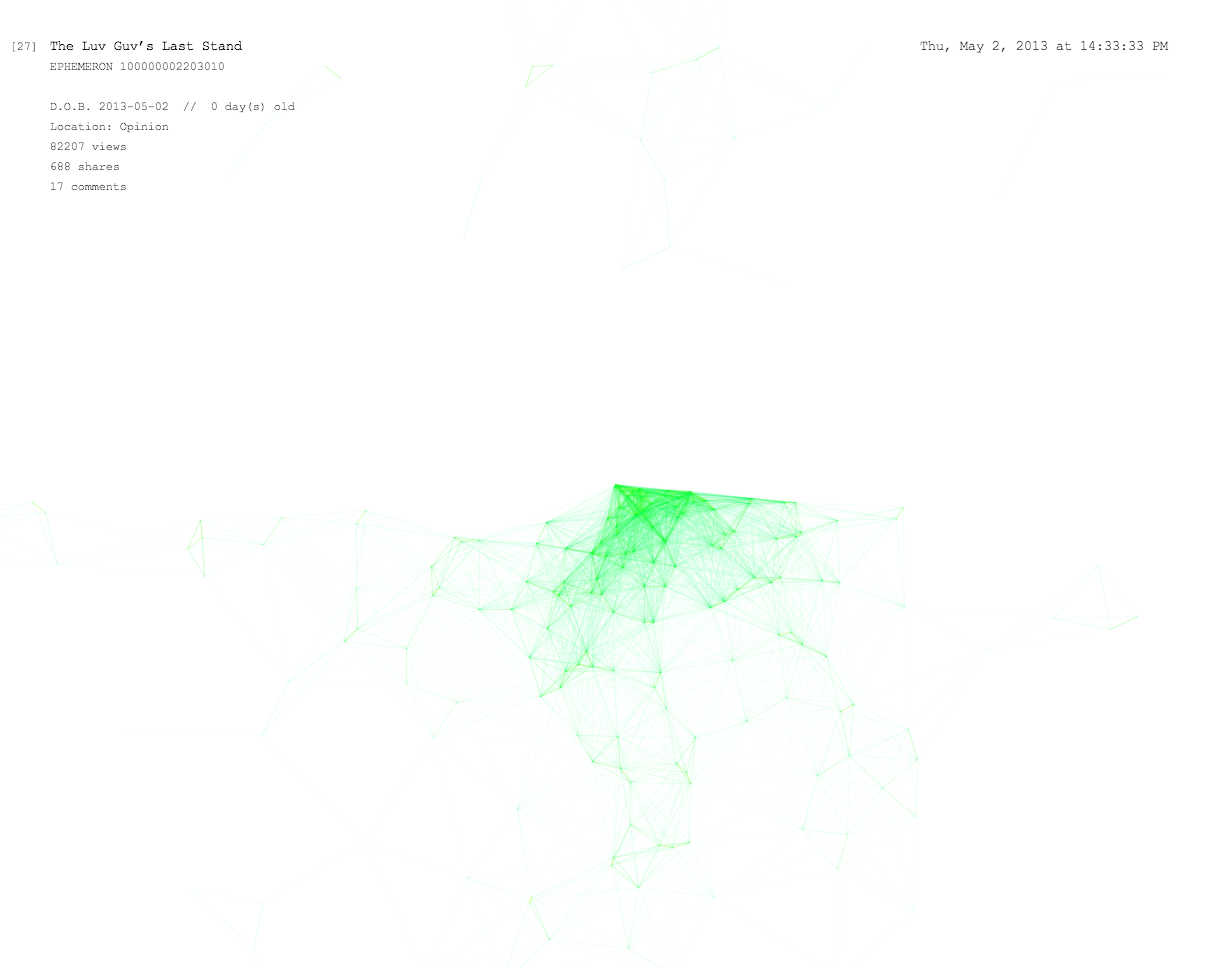 [27] The Luv Guv's Last Stand
Thu, May 2, 2013 at 14:33:33 PM
EPHEMERON 100000002203010
D.O.B. 2013-05-02 // 0 day(s) old
Location: Opinion
82207 views
688 shares
17 comments